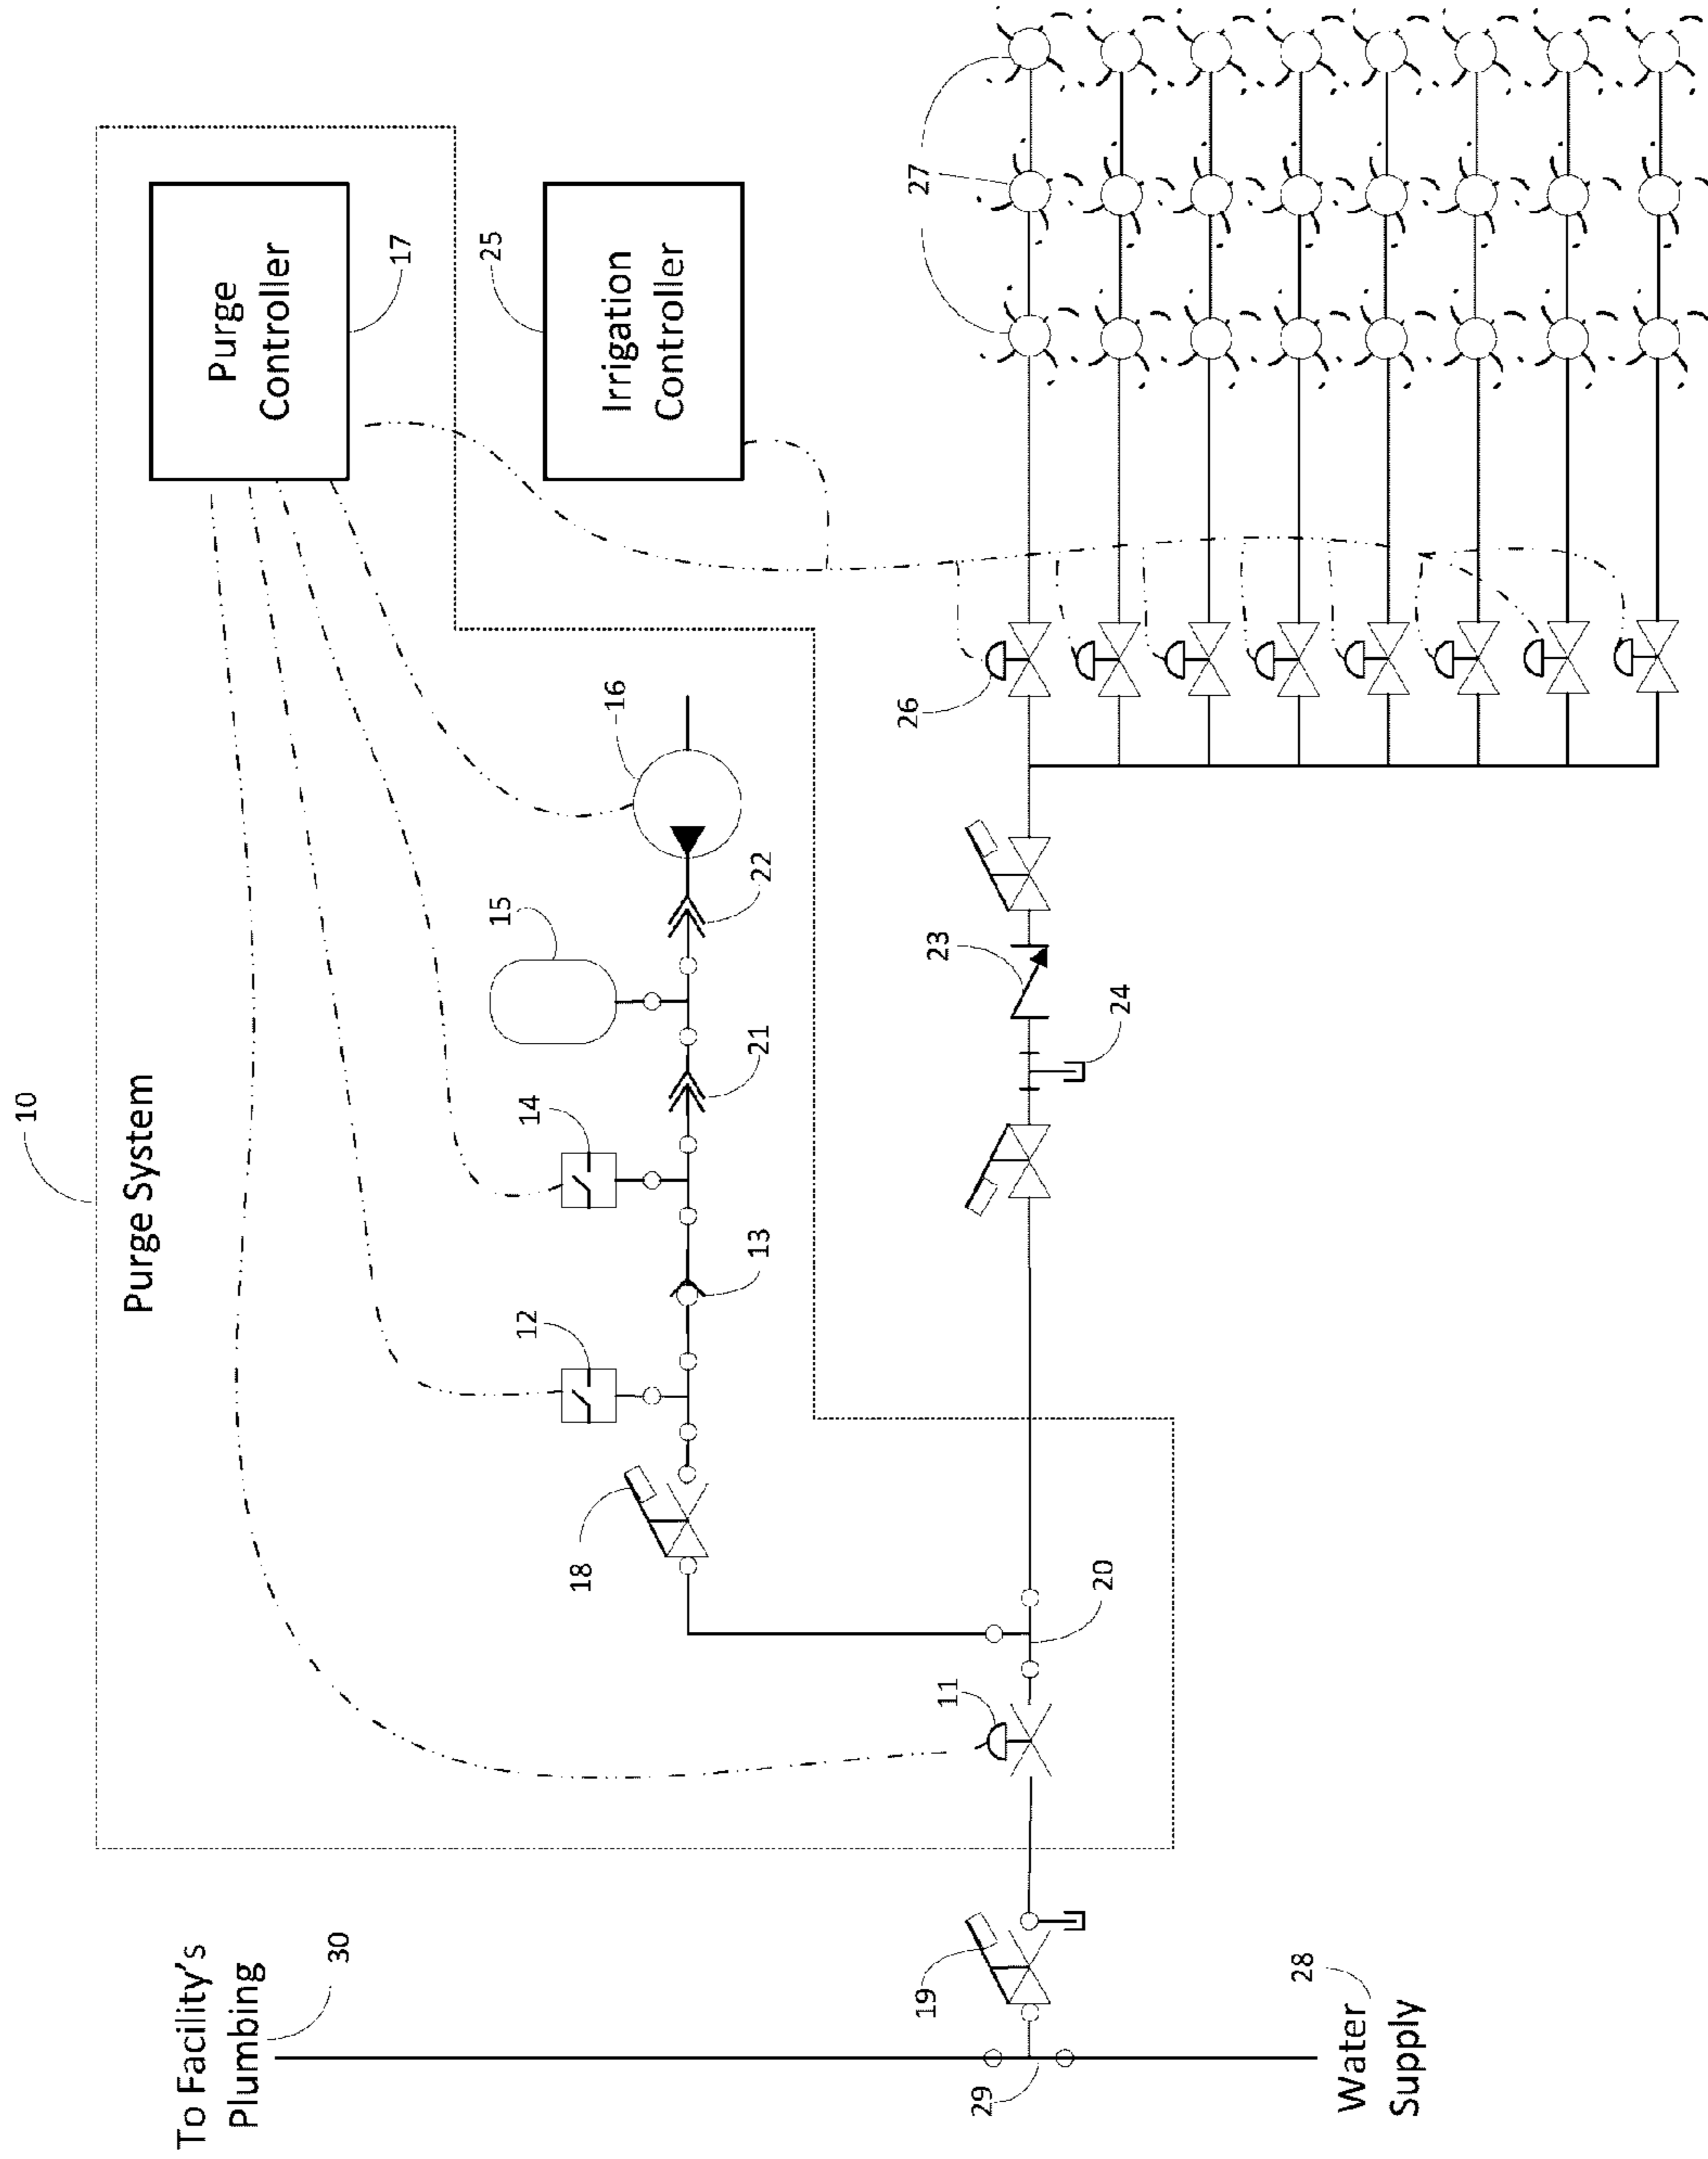 10
Purge System
Purge
Controller
17
25
Irrigation
Controller
16
15
22
14
21
12
13
18
11
20
27
26
23
24
To Facility's
Plumbing
30
19
29
28
Water
Supply